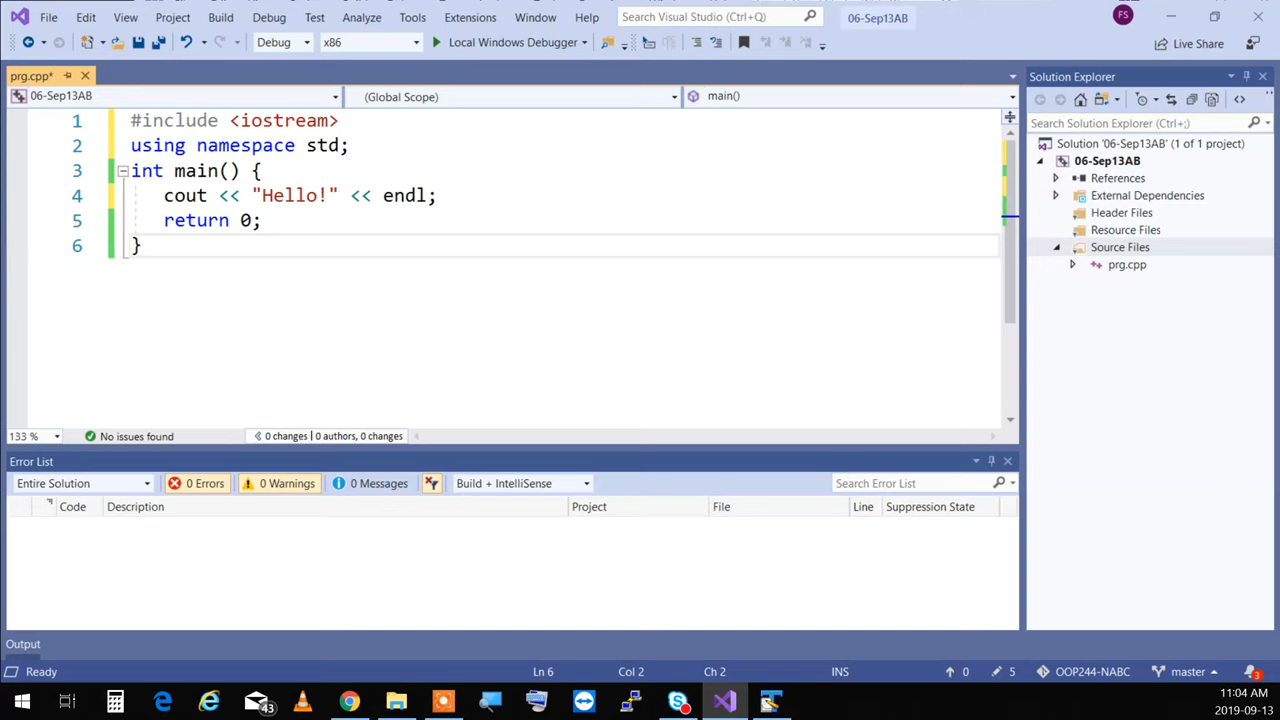 File Edit View Project Build Debug Test Analyze Tools Extensions Window Help Search Visual Studio (Ctrl+Q) 06-Sep13AB FS
Debug x86 Local Windows Debugger Live Share
prg.cpp*
06-Sep13AB (Global Scope) main()
1 #include <iostream>
2 using namespace std;
3 int main() {
4 cout << "Hello!" << endl;
5 return 0;
6 }
133 % No issues found 0 changes | 0 authors, 0 changes
Error List
Entire Solution 0 Errors 0 Warnings 0 Messages Build + IntelliSense Search Error List
Code Description Project File Line Suppression State
Output
Solution Explorer
Search Solution Explorer (Ctrl+;)
Solution '06-Sep13AB' (1 of 1 project)
06-Sep13AB
References
External Dependencies
Header Files
Resource Files
Source Files
prg.cpp
Ready Ln 6 Col 2 Ch 2 INS 0 5 OOP244-NABC master 3
43
11:04 AM
2019-09-13